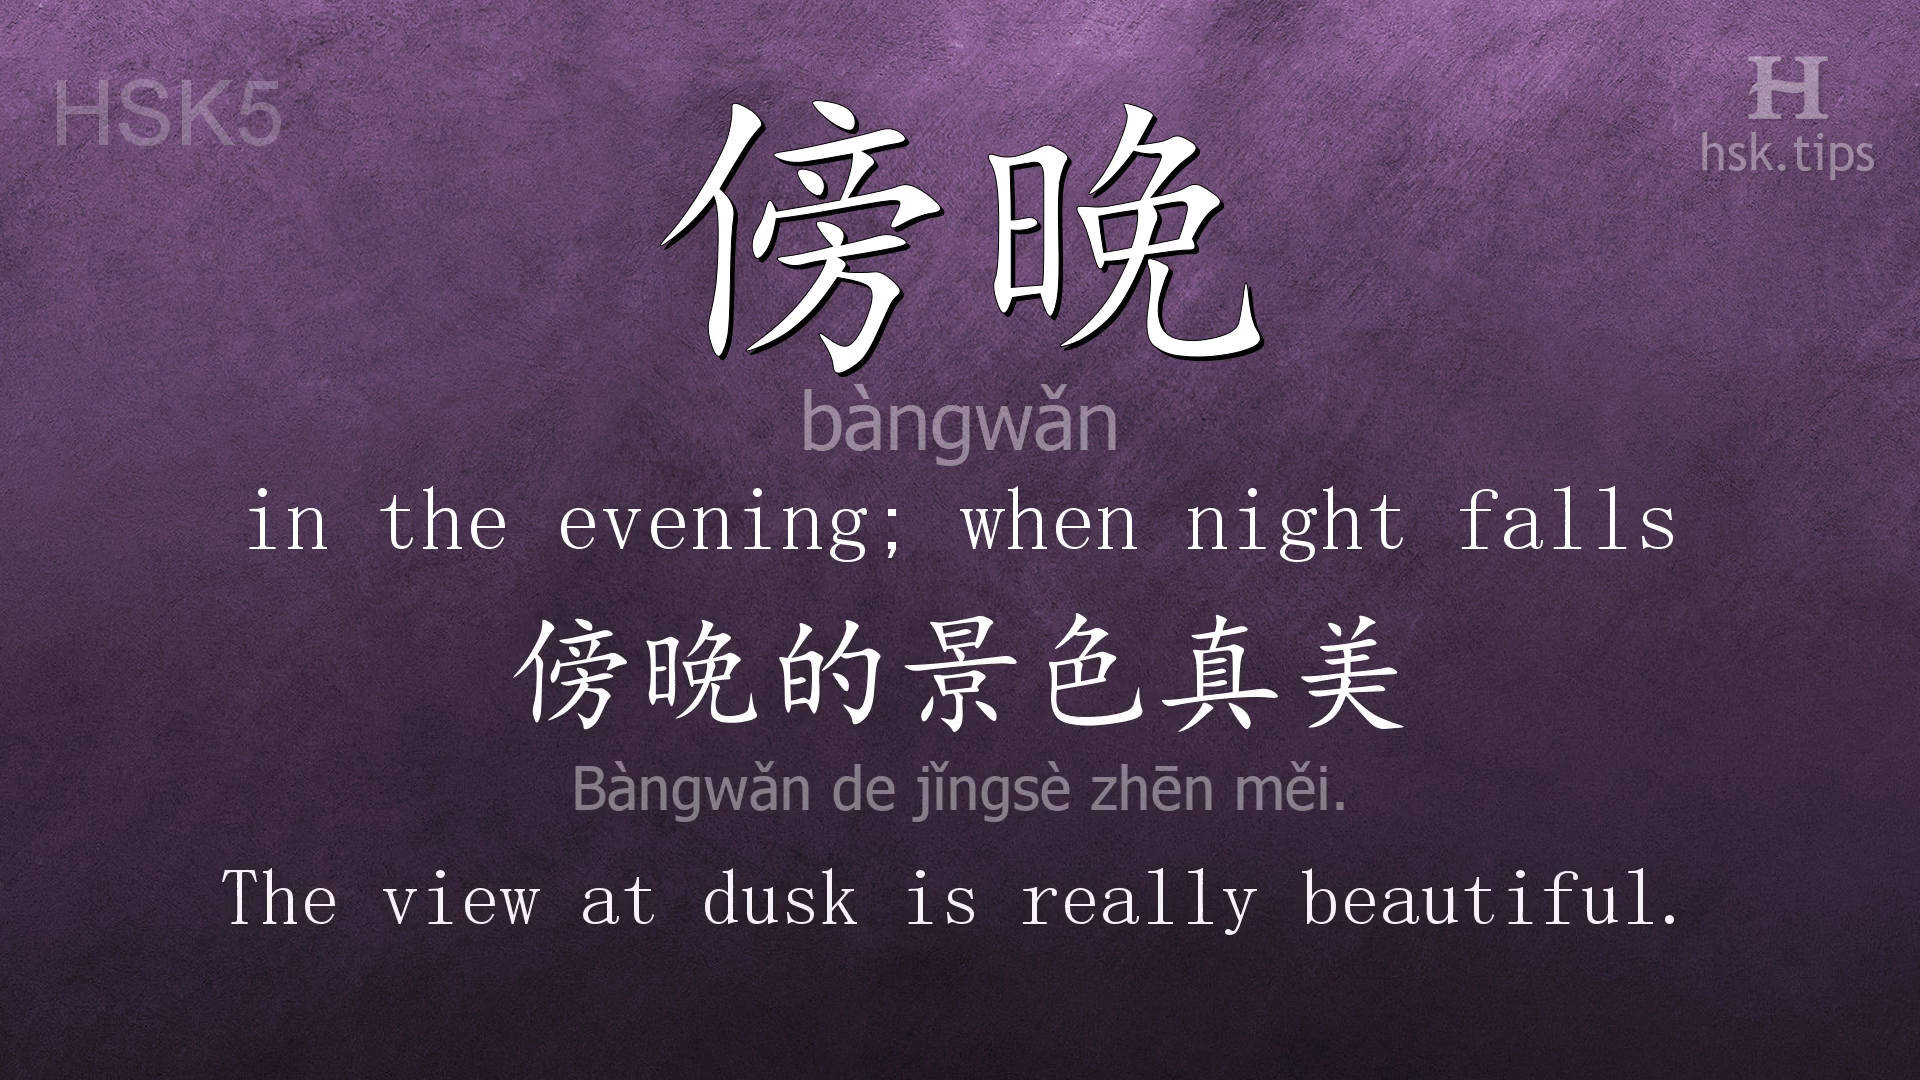 HSK5
H
hsk.tips
傍晚
bàngwǎn
in the evening; when night falls
傍晚的景色真美
Bàngwǎn de jǐngsè zhēn měi.
The view at dusk is really beautiful.